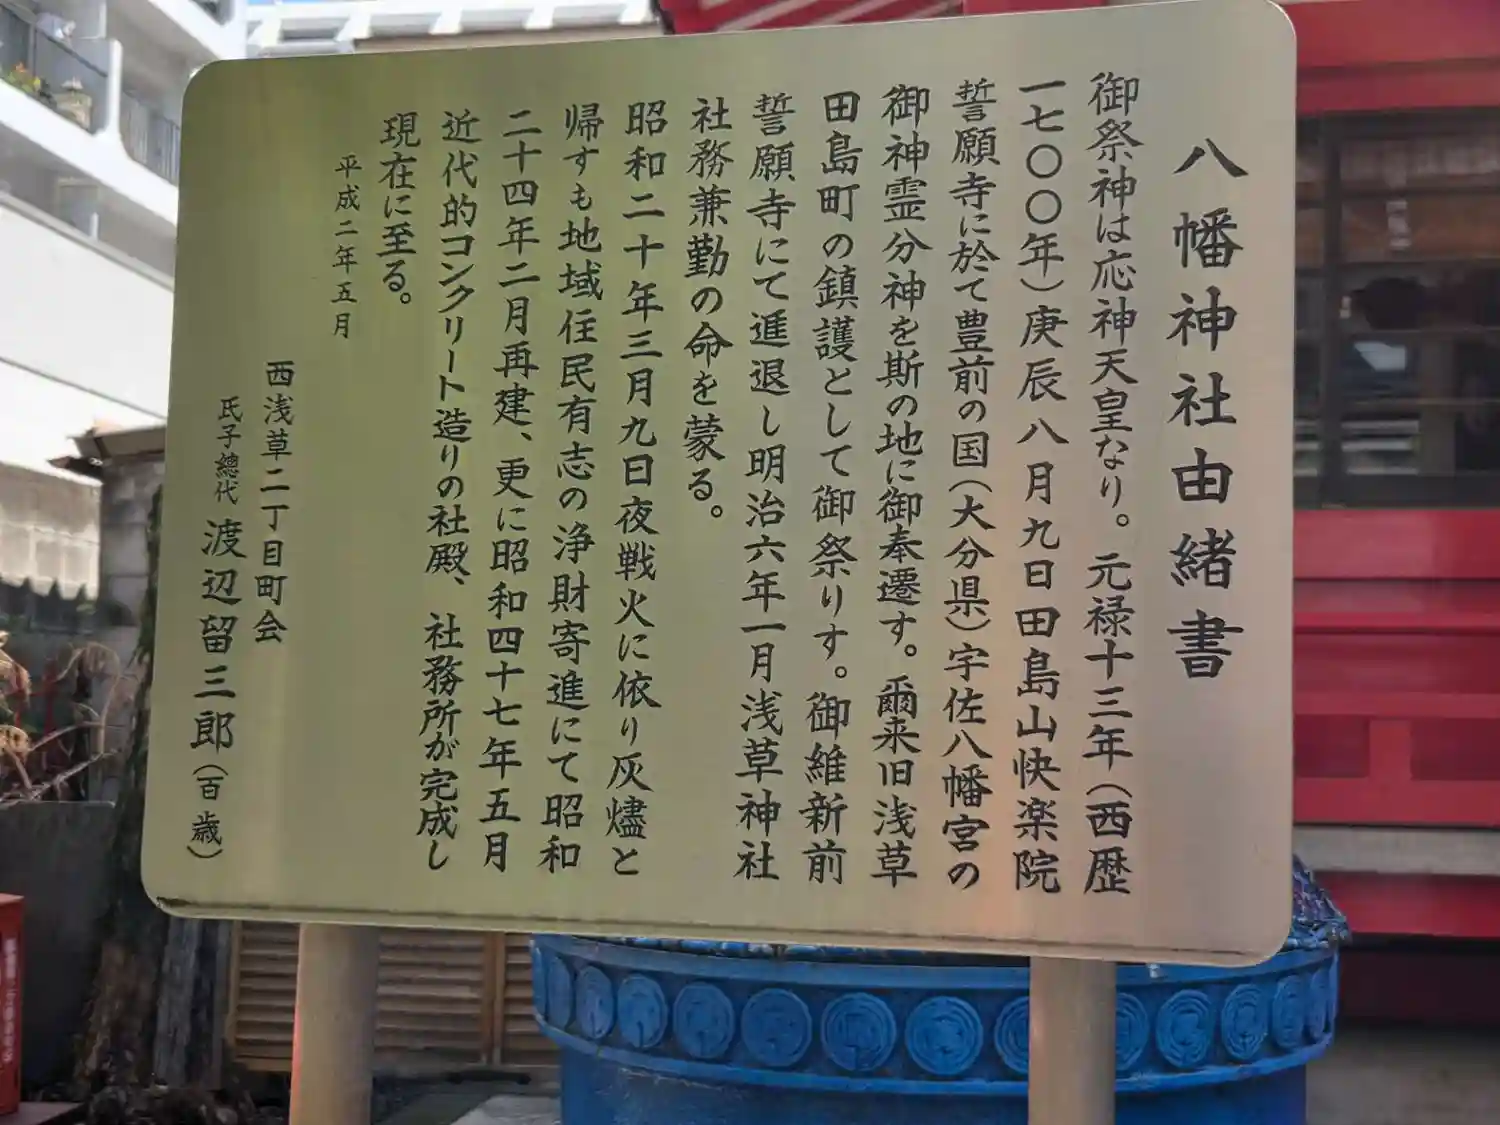 八幡神社由緒書
御祭神は応神天皇なり。元禄十三年（西歴
一七〇〇年）庚辰八月九日田島山快楽院
誓願寺に於て豊前の国（大分県）宇佐八幡宮の
御神霊分神を斯の地に御奉遷す。爾来旧浅草
田島町の鎮護として御祭りす。御維新前
誓願寺にて進退し明治六年一月浅草神社
社務兼勤の命を蒙る。
昭和二十年三月九日夜戦火に依り灰燼と
帰すも地域住民有志の浄財寄進にて昭和
二十四年二月再建、更に昭和四十七年五月
近代的コンクリート造りの社殿、社務所が完成し
現在に至る。
平成二年五月
西浅草二丁目町会
氏子總代 渡辺留三郎（百歳）